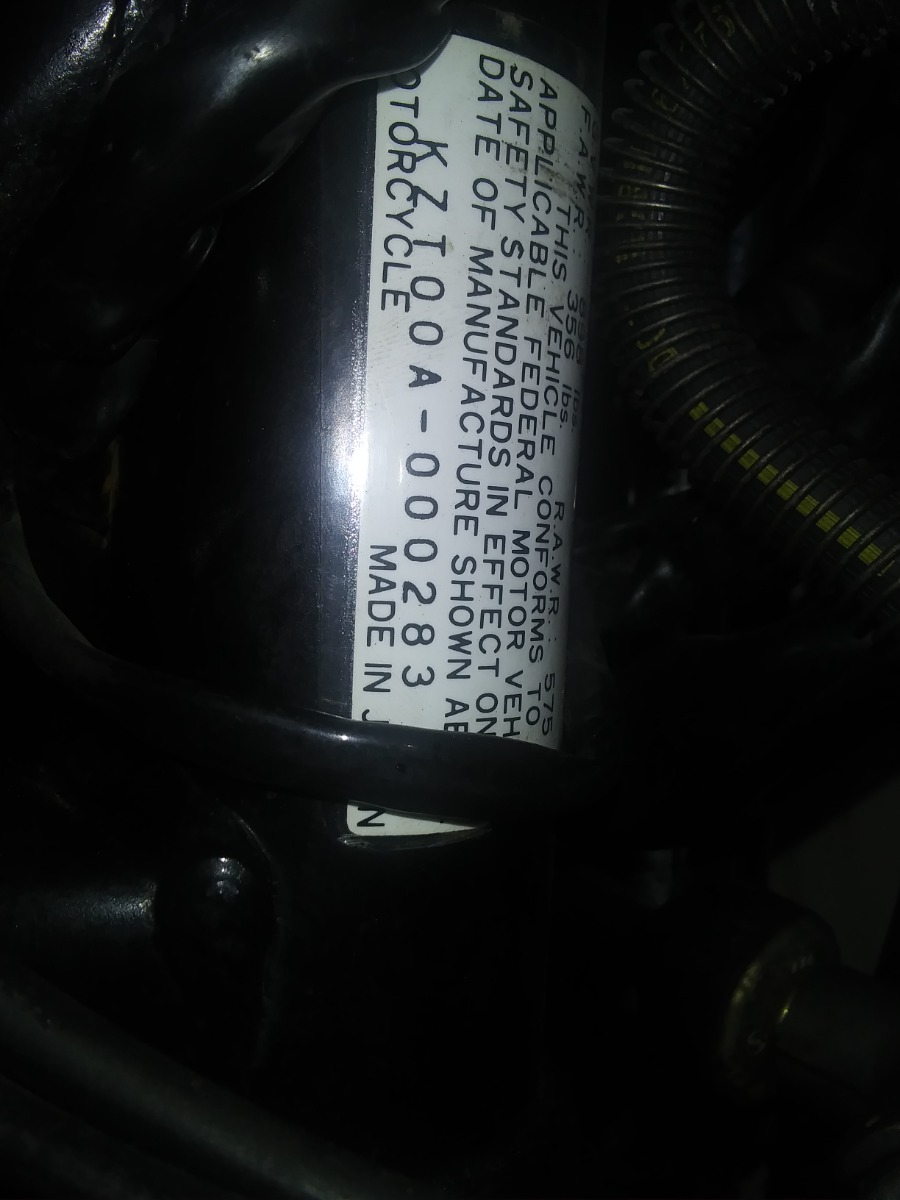 F.A.W.R. : 356 lbs. R.A.W.R. : 575
THIS VEHICLE CONFORMS TO
APPLICABLE FEDERAL MOTOR VEH
SAFETY STANDARDS IN EFFECT ON
DATE OF MANUFACTURE SHOWN AB
KZT00A-000283
OTORCYCLE MADE IN J N